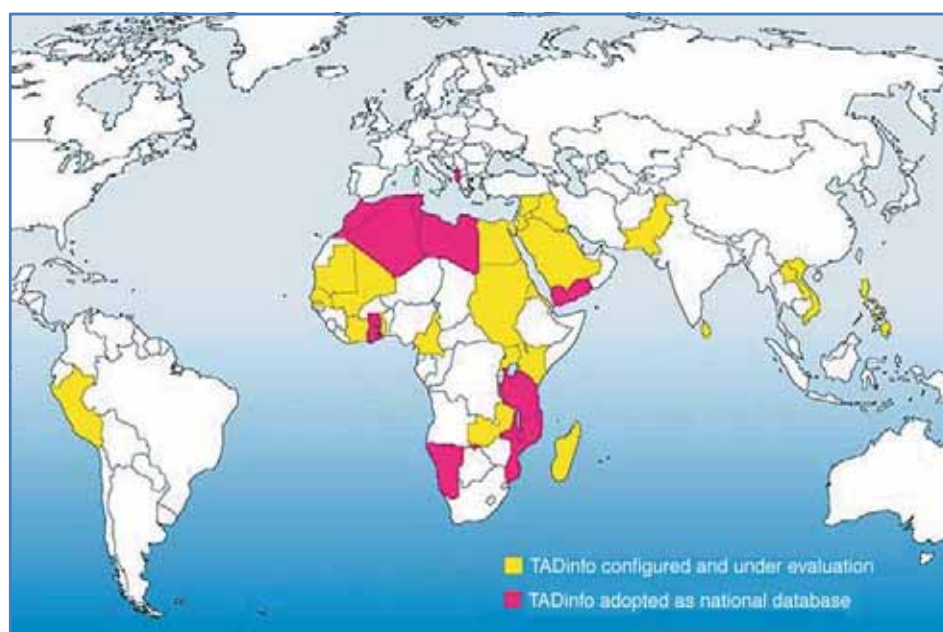 TADinfo configured and under evaluation
TADinfo adopted as national database